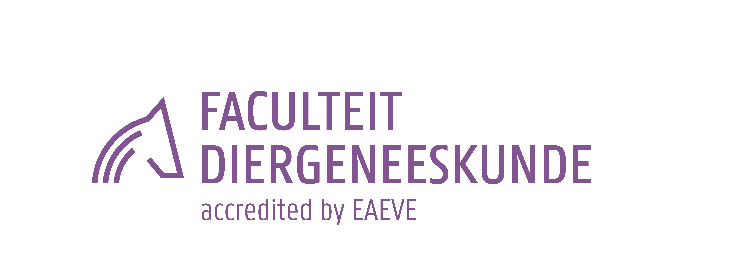 FACULTEIT
DIERGENEESKUNDE
accredited by EAEVE